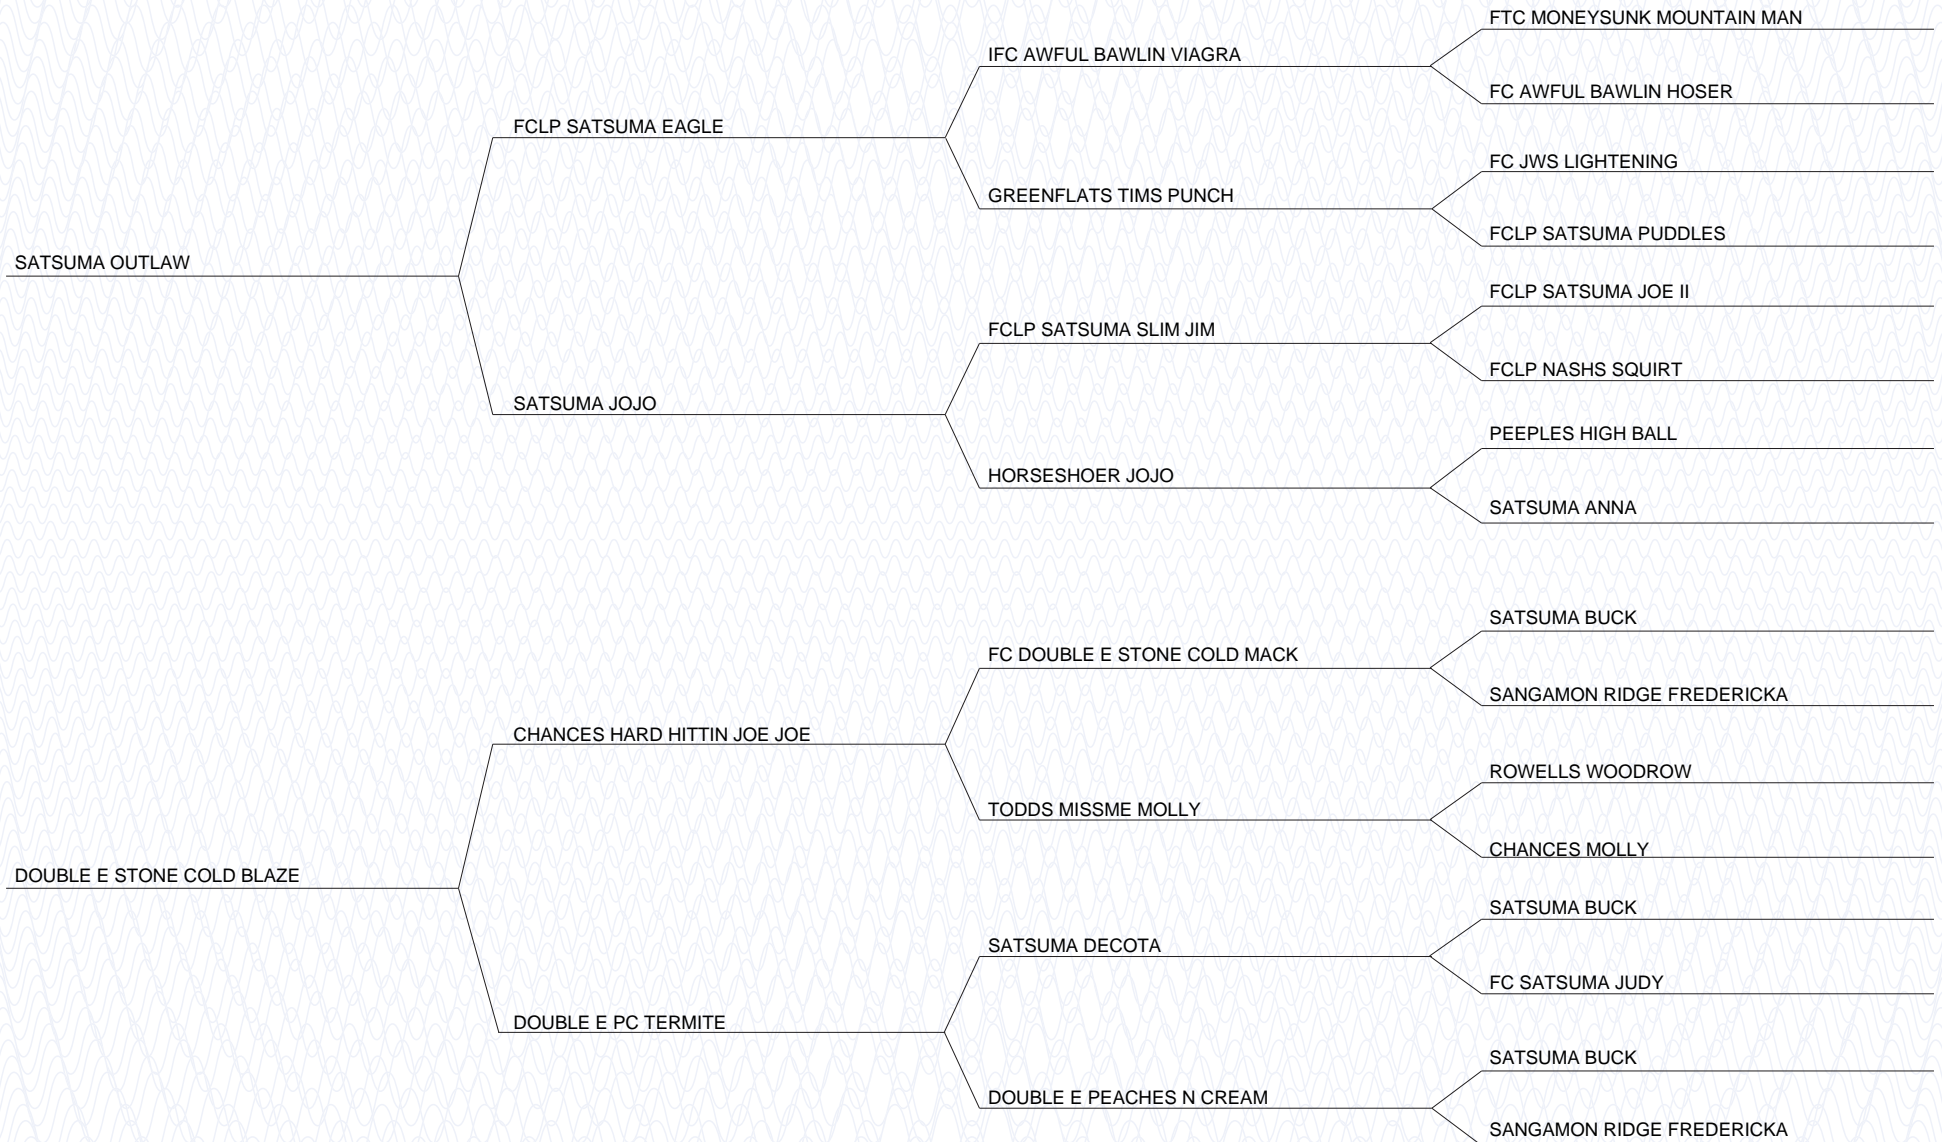 FTC MONEYSUNK MOUNTAIN MAN
IFC AWFUL BAWLIN VIAGRA
FC AWFUL BAWLIN HOSER
FCLP SATSUMA EAGLE
FC JWS LIGHTENING
GREENFLATS TIMS PUNCH
FCLP SATSUMA PUDDLES
SATSUMA OUTLAW
FCLP SATSUMA JOE II
FCLP SATSUMA SLIM JIM
FCLP NASHS SQUIRT
SATSUMA JOJO
PEEPLES HIGH BALL
HORSESHOER JOJO
SATSUMA ANNA
SATSUMA BUCK
FC DOUBLE E STONE COLD MACK
SANGAMON RIDGE FREDERICKA
CHANCES HARD HITTIN JOE JOE
ROWELLS WOODROW
TODDS MISSME MOLLY
CHANCES MOLLY
DOUBLE E STONE COLD BLAZE
SATSUMA BUCK
SATSUMA DECOTA
FC SATSUMA JUDY
DOUBLE E PC TERMITE
SATSUMA BUCK
DOUBLE E PEACHES N CREAM
SANGAMON RIDGE FREDERICKA